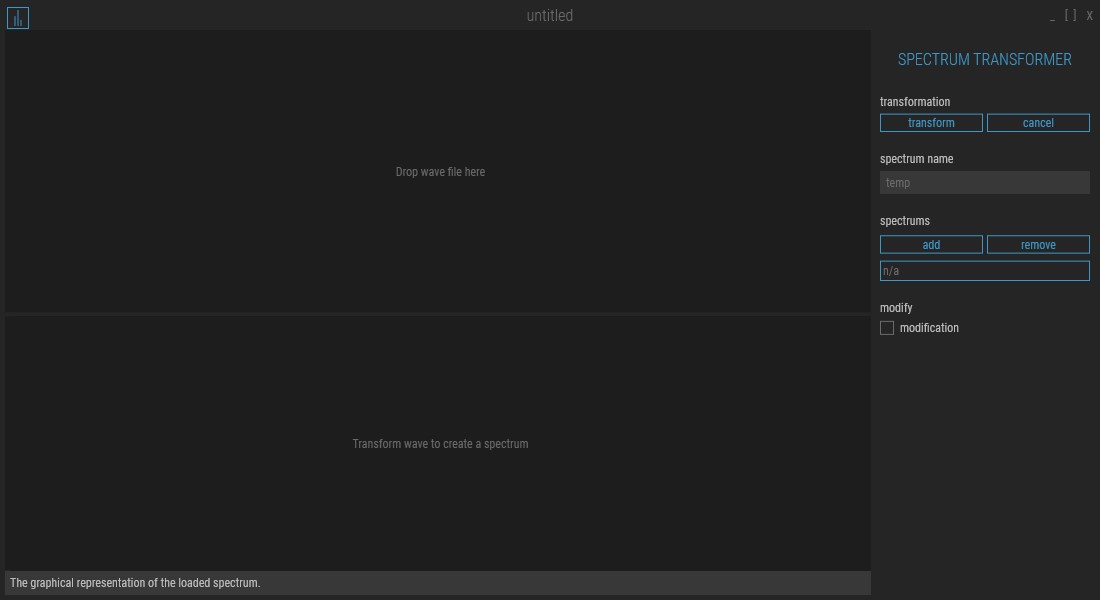 untitled
_ [ ] X
SPECTRUM TRANSFORMER
transformation
transform cancel
spectrum name
temp
spectrums
add remove
n/a
modify
modification
Drop wave file here
Transform wave to create a spectrum
The graphical representation of the loaded spectrum.